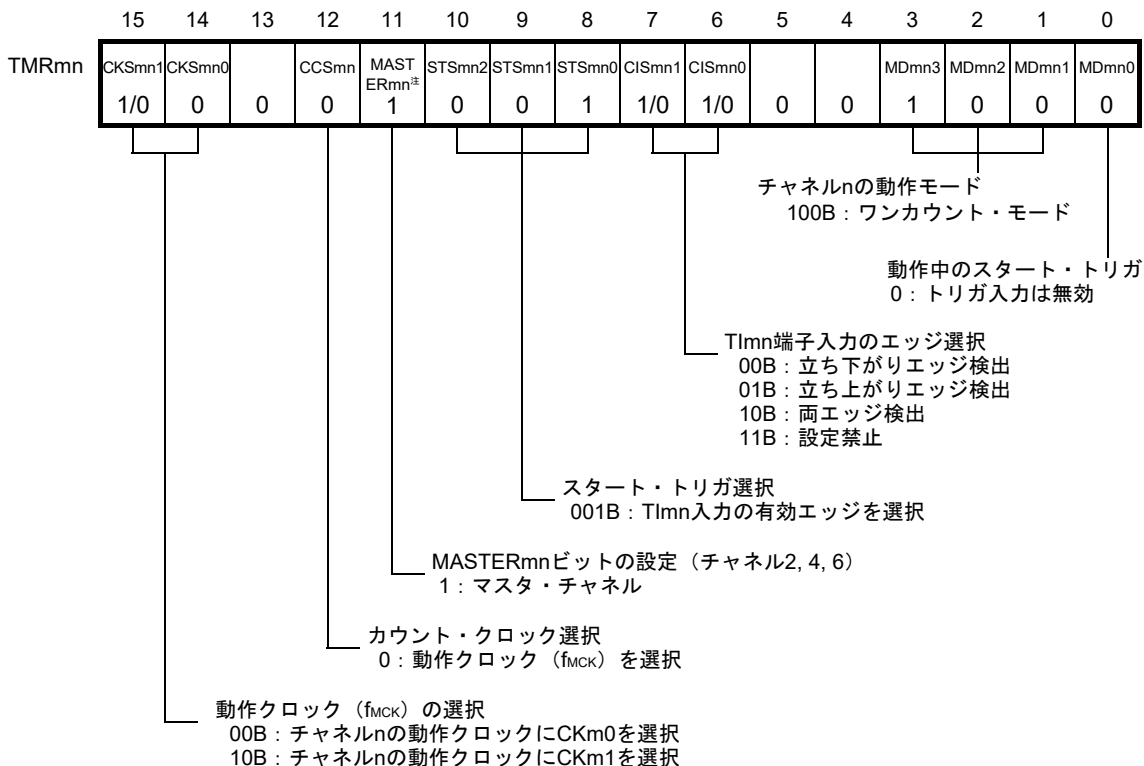 15 14 13 12 11 10 9 8 7 6 5 4 3 2 1 0
TMRmn CKSmn1 CKSmn0 CCSmn MAST ERmn注 STSmn2 STSmn1 STSmn0 CISmn1 CISmn0 MDmn3 MDmn2 MDmn1 MDmn0
1/0 0 0 0 1 0 0 1 1/0 1/0 0 0 1 0 0 0
チャネルnの動作モード
100B：ワンカウント・モード
動作中のスタート・トリガ
0：トリガ入力は無効
TImn端子入力のエッジ選択
00B：立ち下がりエッジ検出
01B：立ち上がりエッジ検出
10B：両エッジ検出
11B：設定禁止
スタート・トリガ選択
001B：TImn入力の有効エッジを選択
MASTERmnビットの設定（チャネル2, 4, 6）
1：マスタ・チャネル
カウント・クロック選択
0：動作クロック（fMCK）を選択
動作クロック（fMCK）の選択
00B：チャネルnの動作クロックにCKm0を選択
10B：チャネルnの動作クロックにCKm1を選択